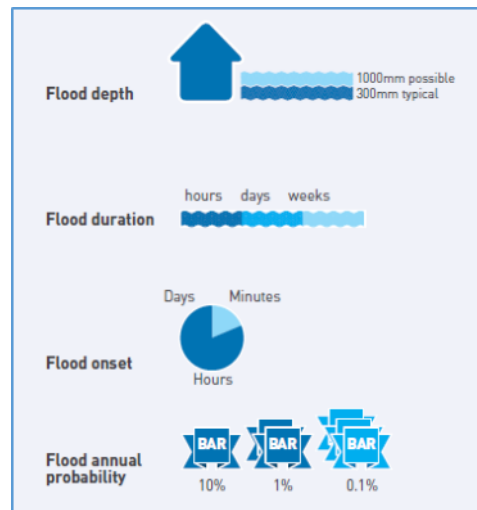 1000mm possible
Flood depth
300mm typical
hours days weeks
Flood duration
Days Minutes
Flood onset
Hours
BAR BAR BAR
Flood annual
probability
10% 1% 0.1%